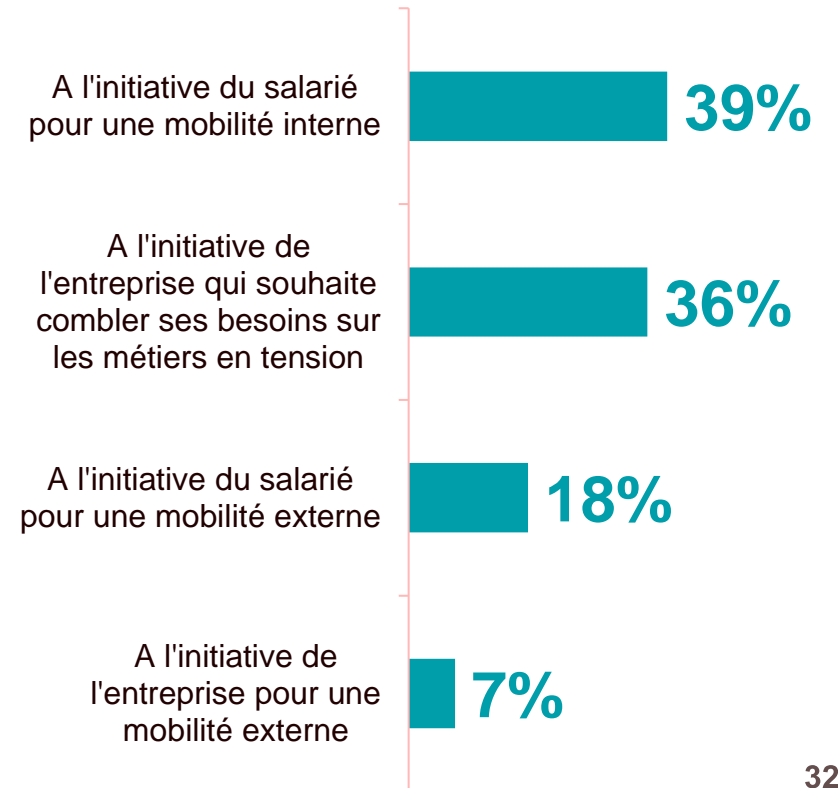 A l'initiative du salarié
pour une mobilité interne
39%
A l'initiative de
l'entreprise qui souhaite
combler ses besoins sur
les métiers en tension
36%
A l'initiative du salarié
pour une mobilité externe
18%
A l'initiative de
l'entreprise pour une
mobilité externe
7%
32